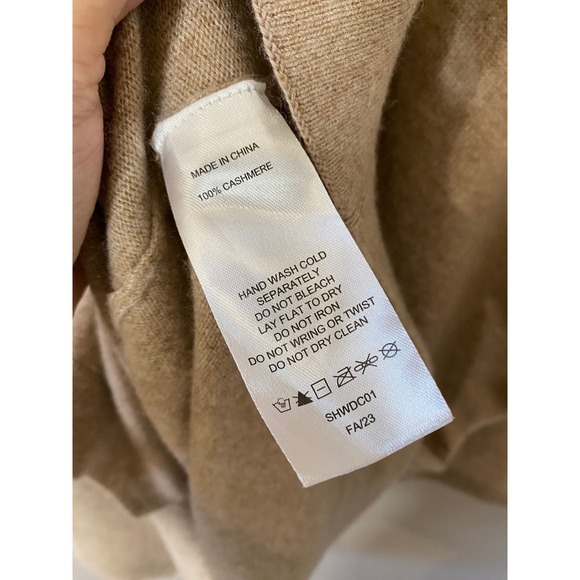 MADE IN CHINA
100% CASHMERE
HAND WASH COLD
SEPARATELY
DO NOT BLEACH
LAY FLAT TO DRY
DO NOT IRON
DO NOT WRING OR TWIST
DO NOT DRY CLEAN
SHWDC01
FA/23